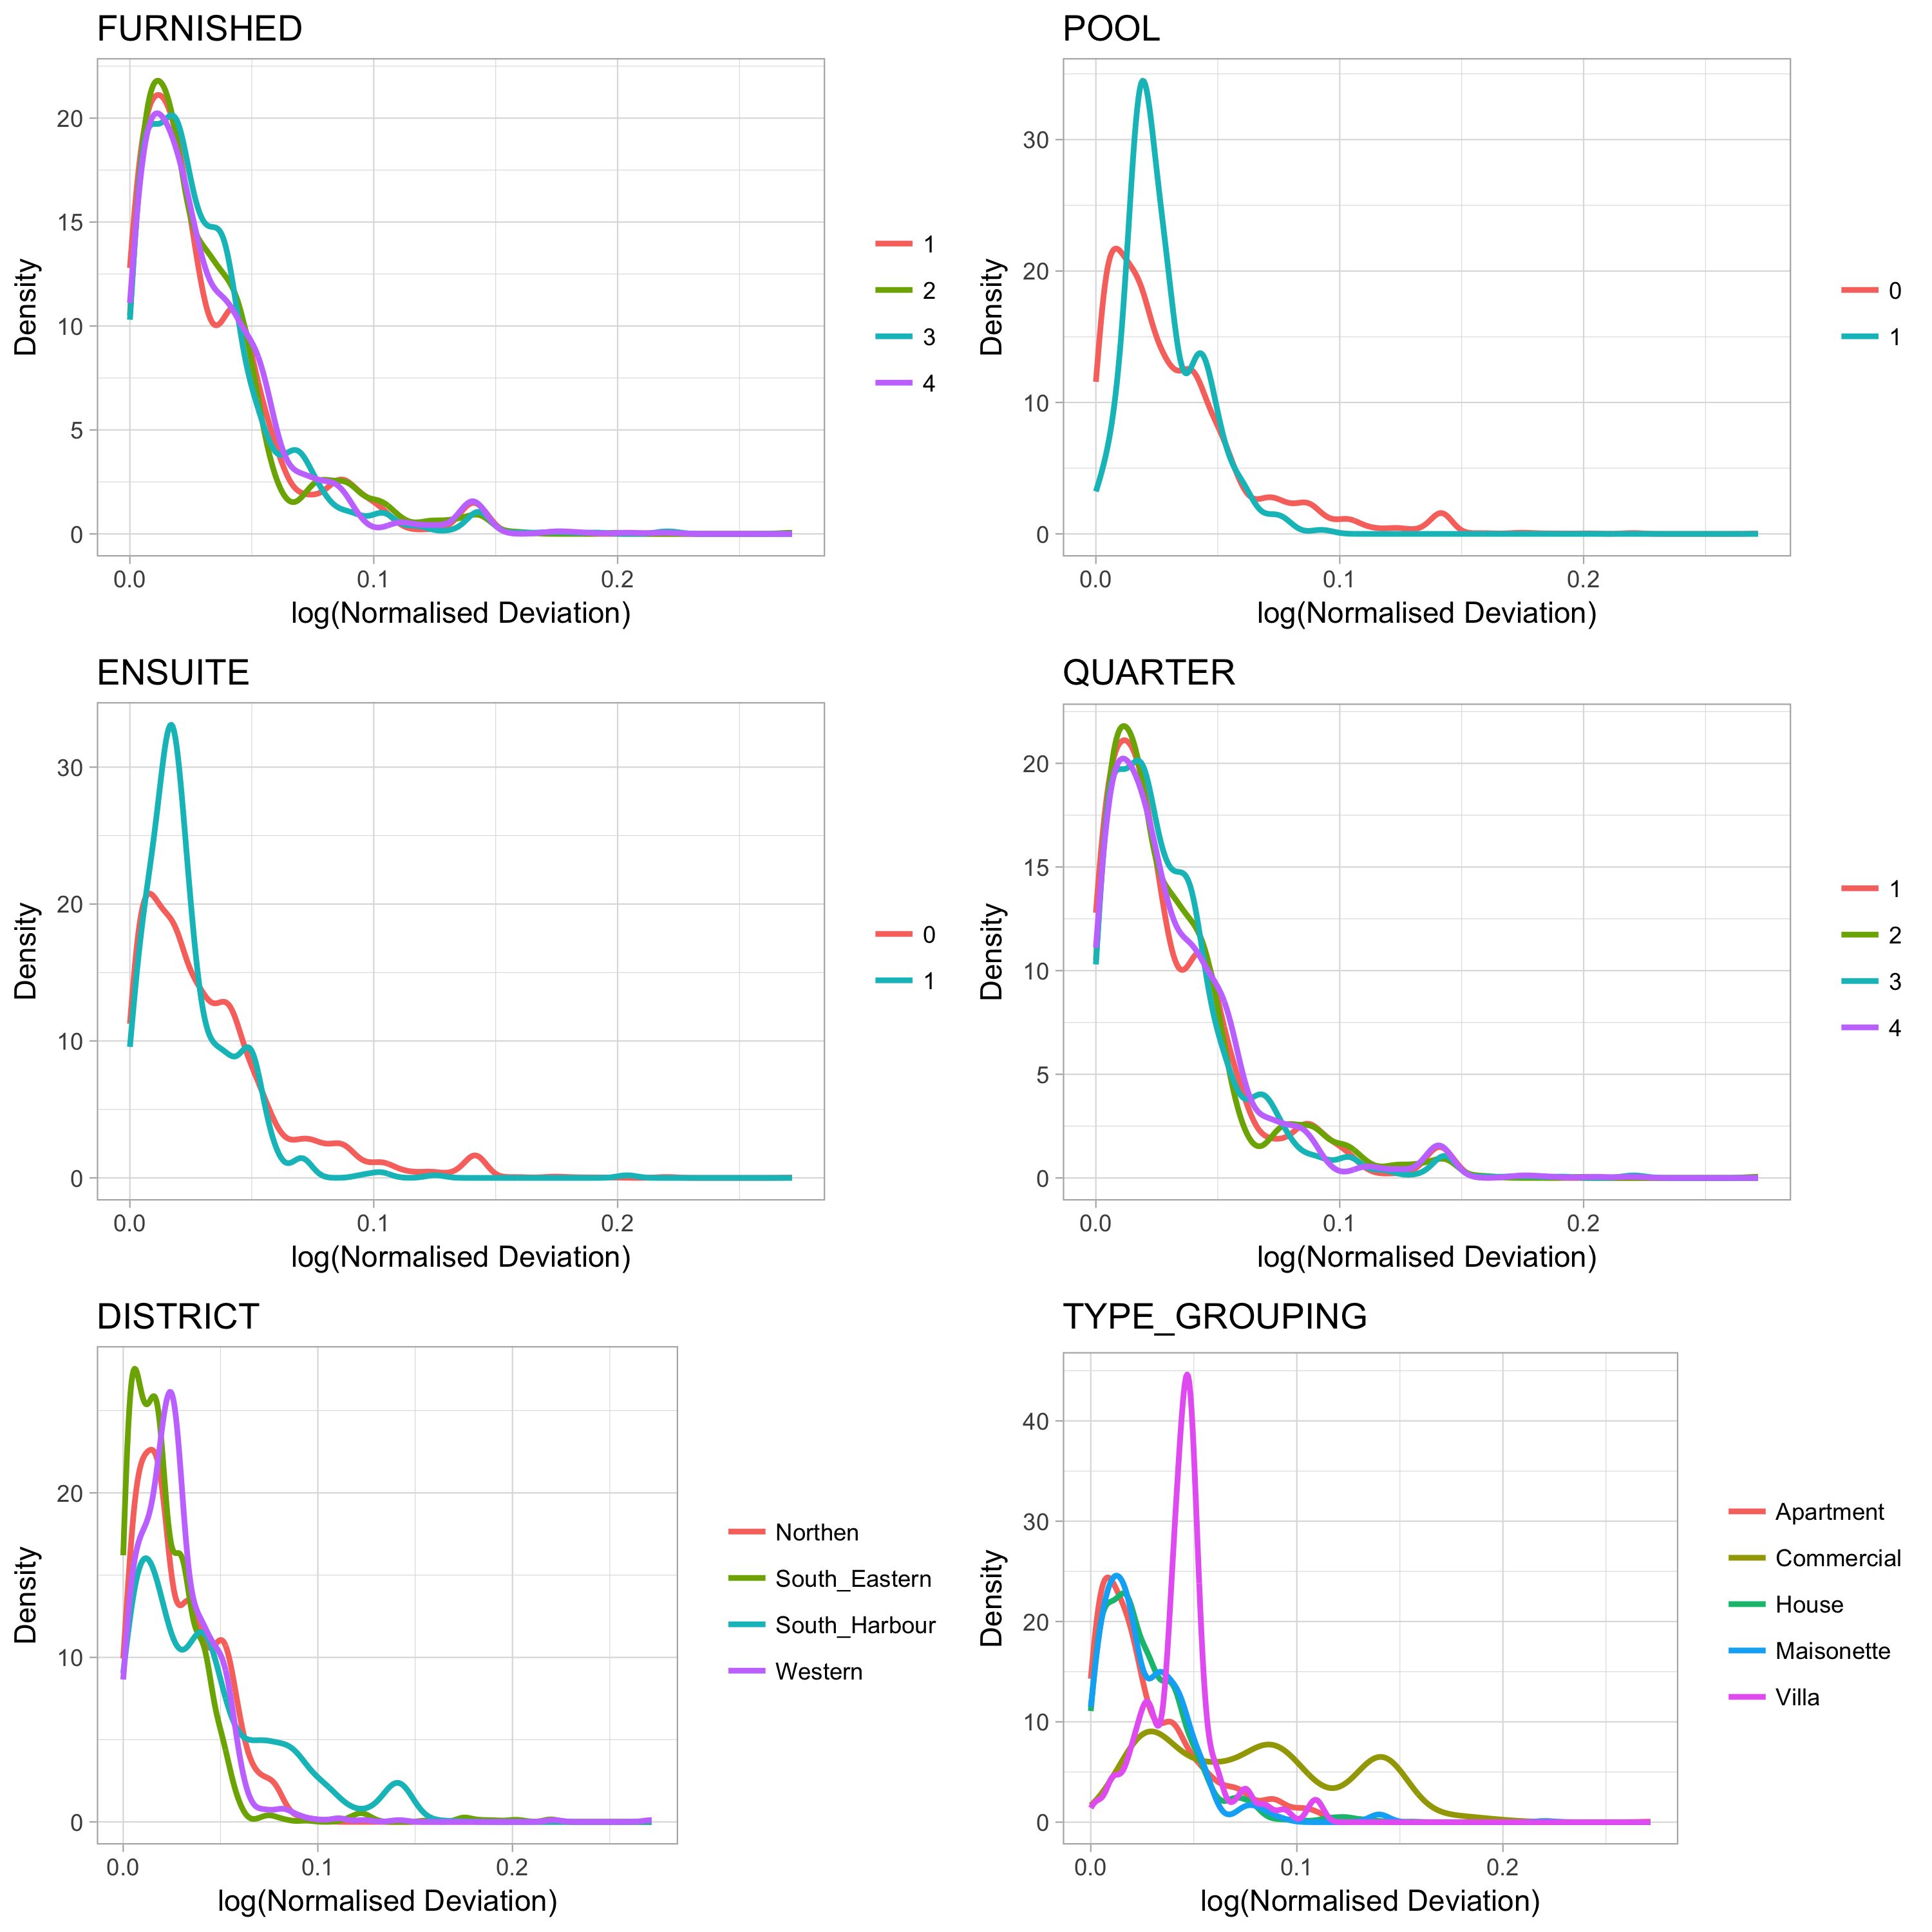 FURNISHED
20
15
10
5
0
Density
0.0 0.1 0.2
log(Normalised Deviation)
1
2
3
4
POOL
30
20
10
0
Density
0.0 0.1 0.2
log(Normalised Deviation)
0
1
ENSUITE
30
20
10
0
Density
0.0 0.1 0.2
log(Normalised Deviation)
0
1
QUARTER
20
15
10
5
0
Density
0.0 0.1 0.2
log(Normalised Deviation)
1
2
3
4
DISTRICT
20
10
0
Density
0.0 0.1 0.2
log(Normalised Deviation)
Northen
South_Eastern
South_Harbour
Western
TYPE_GROUPING
40
30
20
10
0
Density
0.0 0.1 0.2
log(Normalised Deviation)
Apartment
Commercial
House
Maisonette
Villa